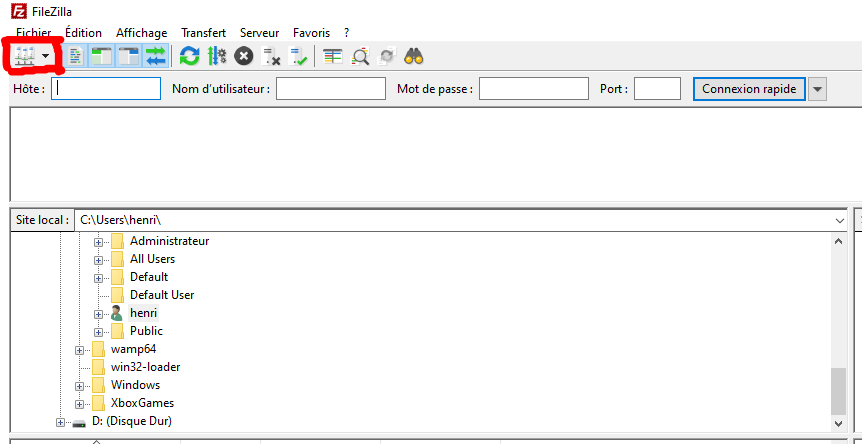 FileZilla
Fichier Édition Affichage Transfert Serveur Favoris ?
Hôte : Nom d'utilisateur : Mot de passe : Port : Connexion rapide
Site local : C:\Users\henri\
Administrateur
All Users
Default
Default User
henri
Public
wamp64
win32-loader
Windows
XboxGames
D: (Disque Dur)